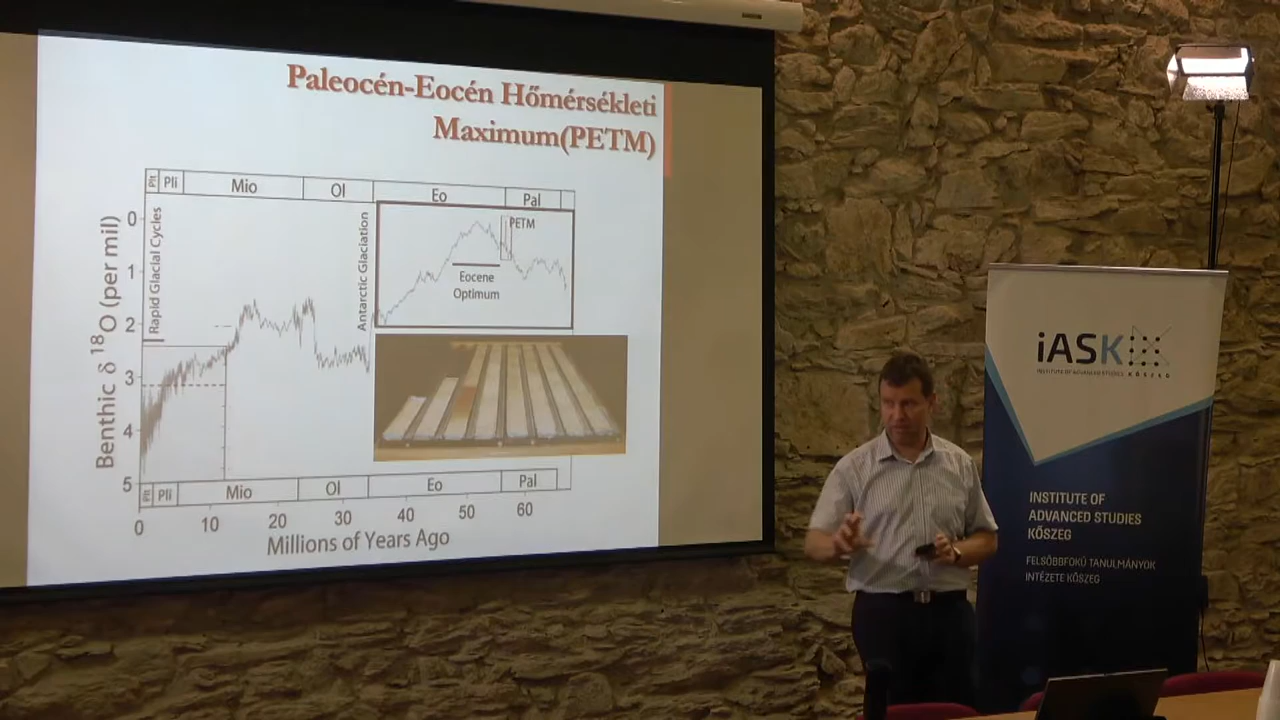 Paleocén-Eocén Hőmérsékleti
Maximum(PETM)
Plt Pli Mio Ol Eo Pal
Benthic δ 18O (per mil)
0
1
2
3
4
5
Rapid Glacial Cycles
Antarctic Glaciation
PETM
Eocene
Optimum
Plt Pli Mio Ol Eo Pal
0 10 20 30 40 50 60
Millions of Years Ago
iASK
INSTITUTE OF ADVANCED STUDIES KŐSZEG
INSTITUTE OF
ADVANCED STUDIES
KŐSZEG
FELSŐBBFOKÚ TANULMÁNYOK
INTÉZETE KŐSZEG